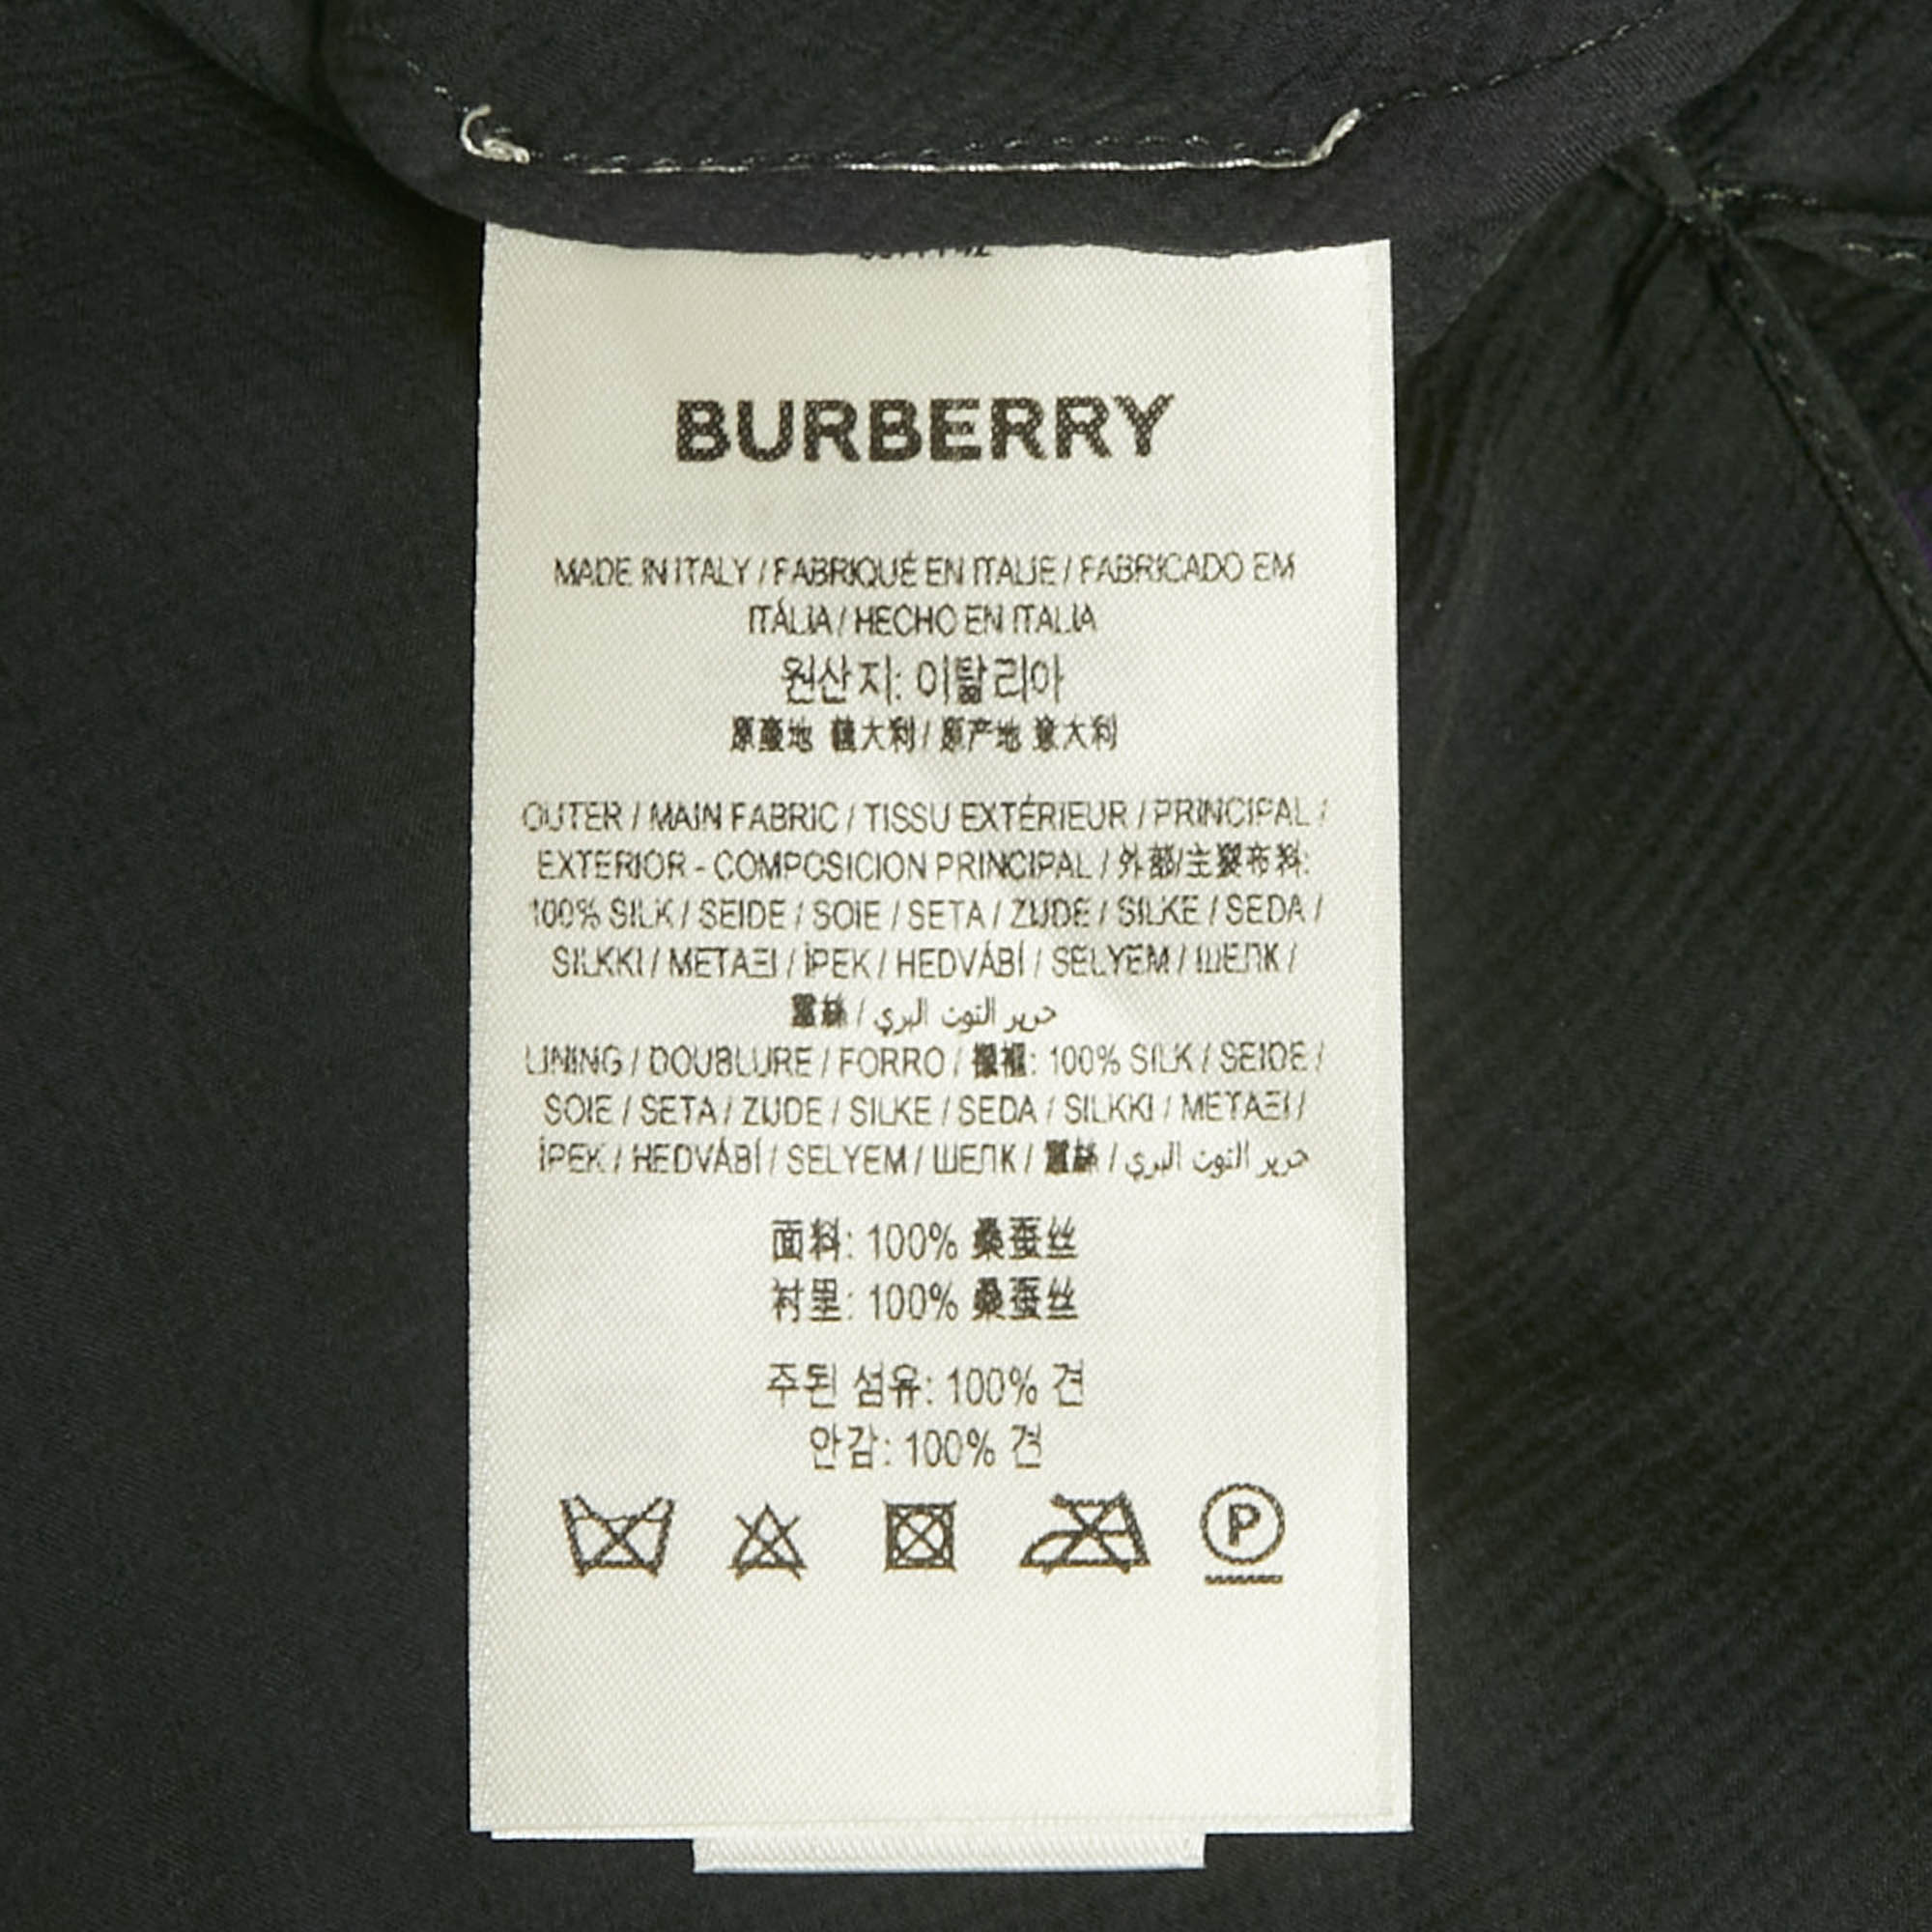 BURBERRY
MADE IN ITALY / FABRIQUÉ EN ITALIE / FABRICADO EM
ITÁLIA / HECHO EN ITALIA
원산지: 이탈리아
原產地 義大利 / 原产地 意大利
OUTER / MAIN FABRIC / TISSU EXTÉRIEUR / PRINCIPAL /
EXTERIOR - COMPOSICION PRINCIPAL / 外部/主要布料:
100% SILK / SEIDE / SOIE / SETA / ZIJDE / SILKE / SEDA /
SILKKI / ΜΕΤΑΞΙ / İPEK / HEDVÁBÍ / SELYEM / ШЕЛК /
蠶絲 / حرير التوت البري
LINING / DOUBLURE / FORRO / 襯裡: 100% SILK / SEIDE /
SOIE / SETA / ZIJDE / SILKE / SEDA / SILKKI / ΜΕΤΑΞΙ /
İPEK / HEDVÁBÍ / SELYEM / ШЕЛК / 蠶絲 / حرير التوت البري
面料: 100% 桑蚕丝
衬里: 100% 桑蚕丝
주된 섬유: 100% 견
안감: 100% 견
P